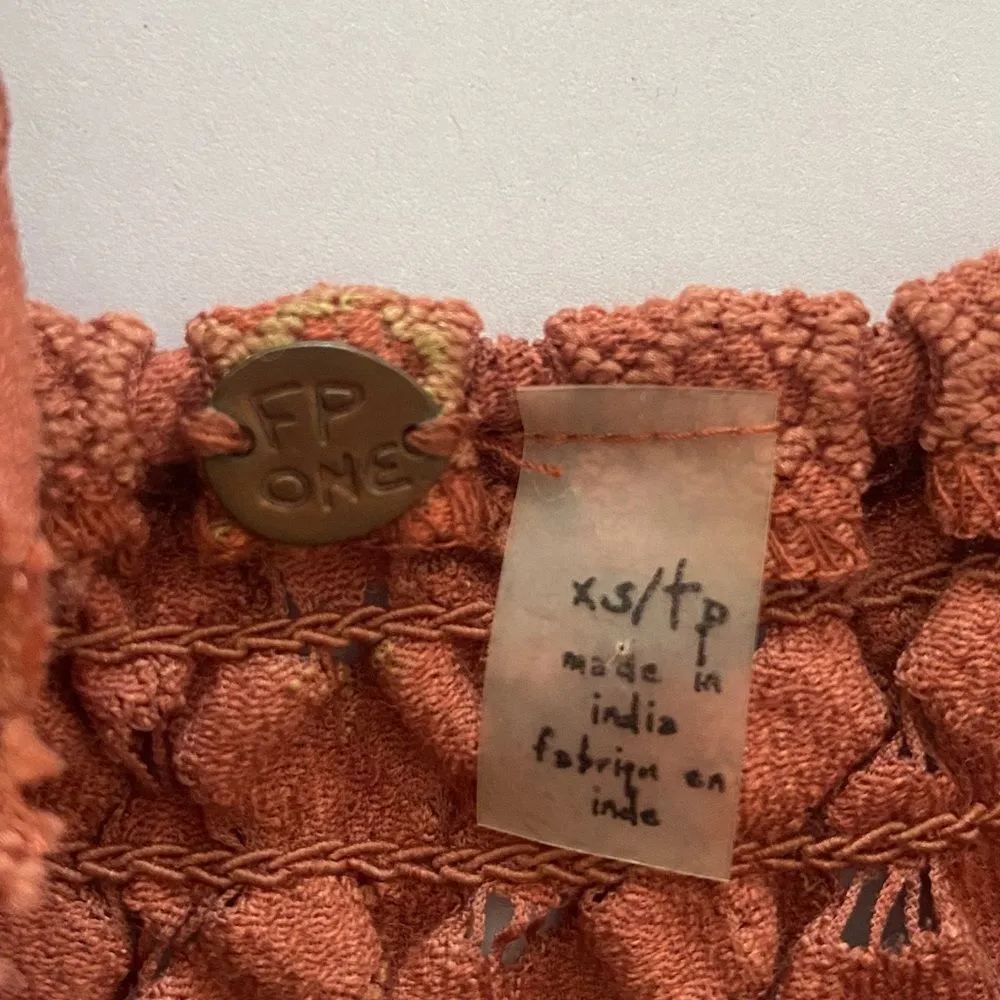 FP
ONE
xs/tp
made in
india
fabriqu en
inde